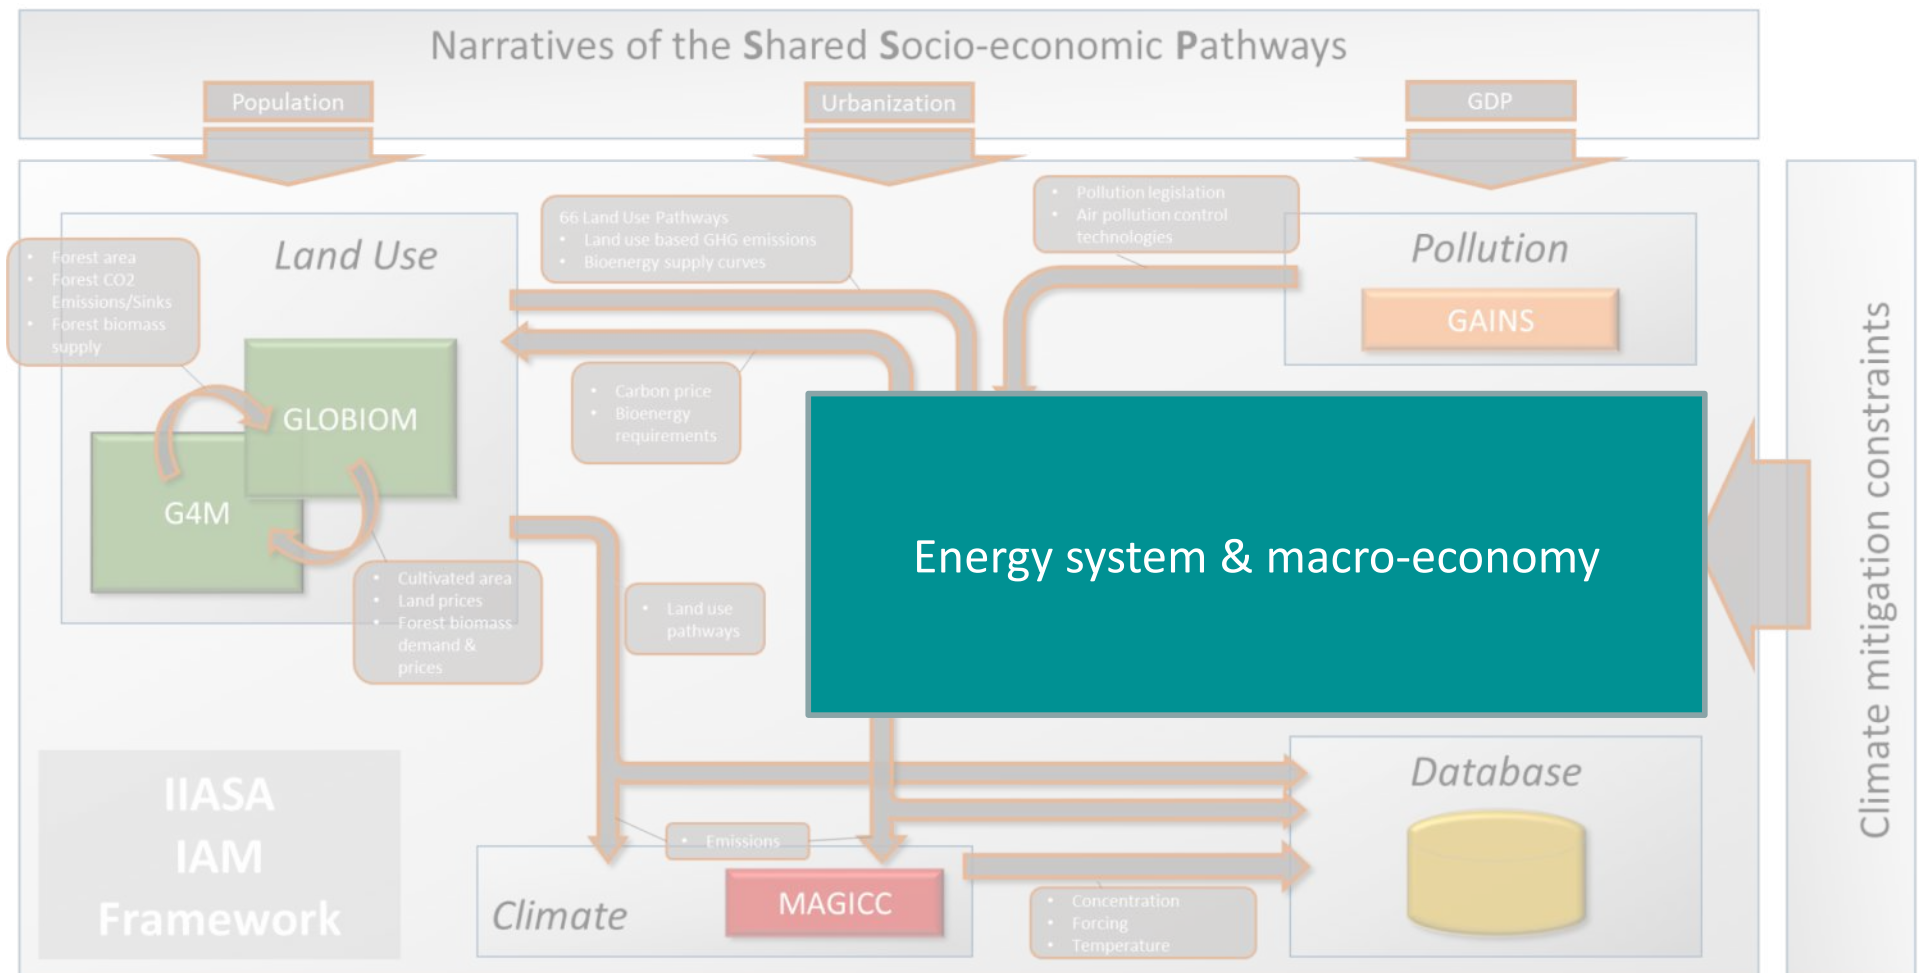 Narratives of the Shared Socio-economic Pathways
Population
Urbanization
GDP
Land Use
• Forest area
• Forest CO2
Emissions/Sinks
• Forest biomass
supply
GLOBIOM
G4M
• Cultivated area
• Land prices
• Forest biomass
demand &
prices
66 Land Use Pathways
• Land use based GHG emissions
• Bioenergy supply curves
• Carbon price
• Bioenergy
requirements
• Pollution legislation
• Air pollution control
technologies
Pollution
GAINS
Energy system & macro-economy
Climate mitigation constraints
• Land use
pathways
IIASA
IAM
Framework
• Emissions
Climate
MAGICC
• Concentration
• Forcing
• Temperature
Database